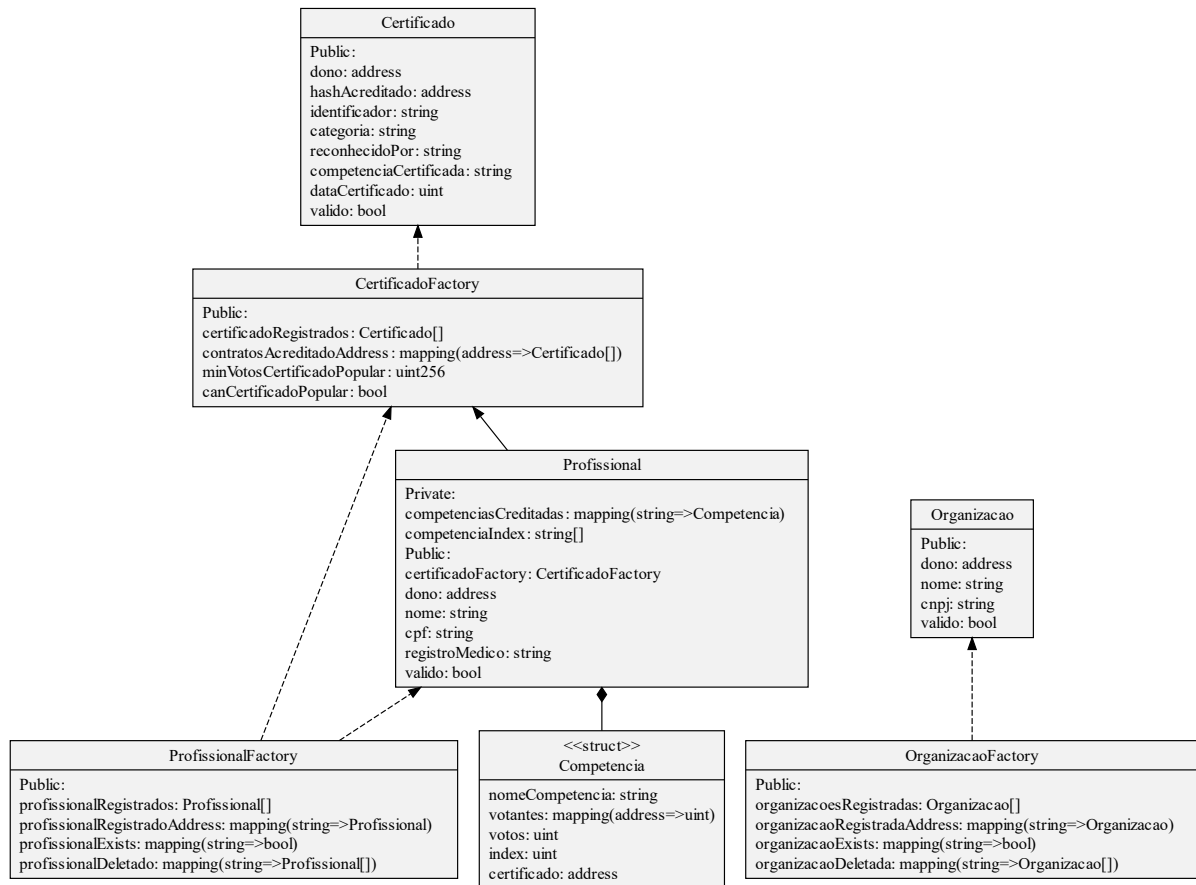 Certificado
Public:
dono: address
hashAcreditado: address
identificador: string
categoria: string
reconhecidoPor: string
competenciaCertificada: string
dataCertificado: uint
valido: bool
CertificadoFactory
Public:
certificadoRegistrados: Certificado[]
contratosAcreditadoAddress: mapping(address=>Certificado[])
minVotosCertificadoPopular: uint256
canCertificadoPopular: bool
Profissional
Private:
competenciasCreditadas: mapping(string=>Competencia)
competenciaIndex: string[]
Public:
certificadoFactory: CertificadoFactory
dono: address
nome: string
cpf: string
registroMedico: string
valido: bool
Organizacao
Public:
dono: address
nome: string
cnpj: string
valido: bool
ProfissionalFactory
Public:
profissionalRegistrados: Profissional[]
profissionalRegistradoAddress: mapping(string=>Profissional)
profissionalExists: mapping(string=>bool)
profissionalDeletado: mapping(string=>Profissional[])
<<struct>>
Competencia
nomeCompetencia: string
votantes: mapping(address=>uint)
votos: uint
index: uint
certificado: address
OrganizacaoFactory
Public:
organizacoesRegistradas: Organizacao[]
organizacaoRegistradaAddress: mapping(string=>Organizacao)
organizacaoExists: mapping(string=>bool)
organizacaoDeletada: mapping(string=>Organizacao[])